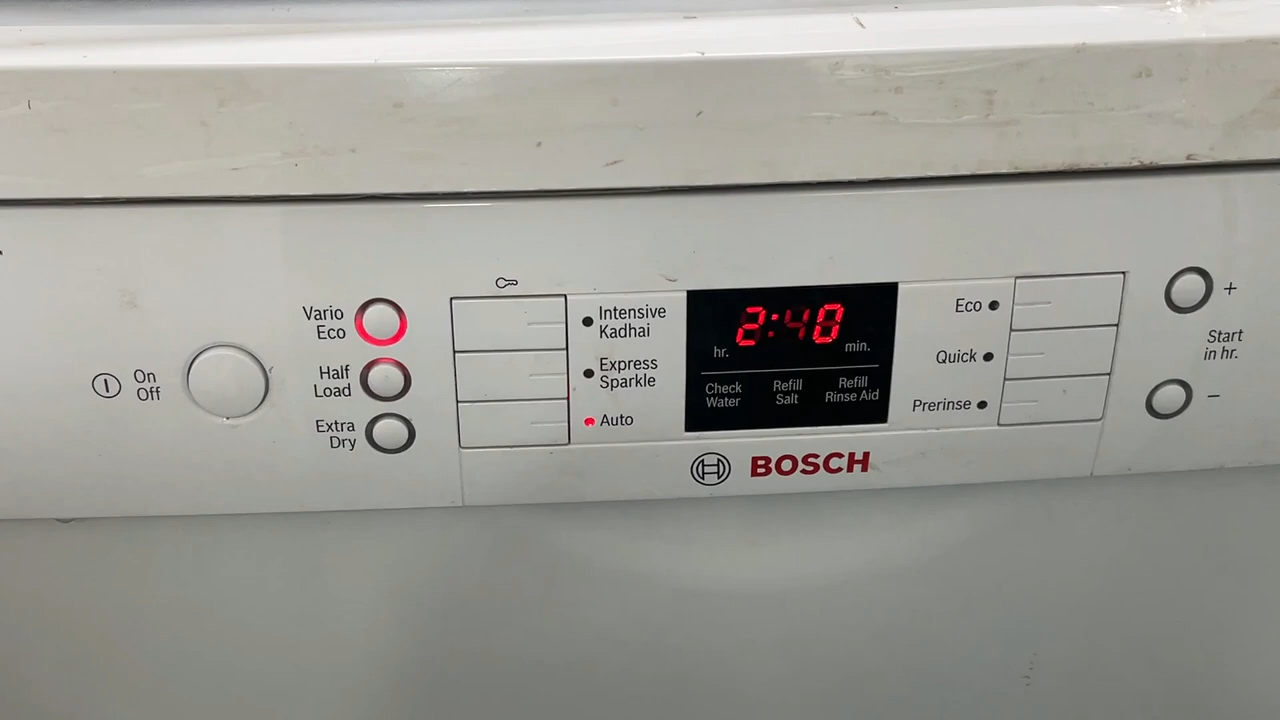 On
Off
Vario
Eco
Half
Load
Extra
Dry
Intensive
Kadhai
Express
Sparkle
Auto
2:40
hr.
min.
Check
Water
Refill
Salt
Refill
Rinse Aid
BOSCH
Eco
Quick
Prerinse
+
Start
in hr.
−